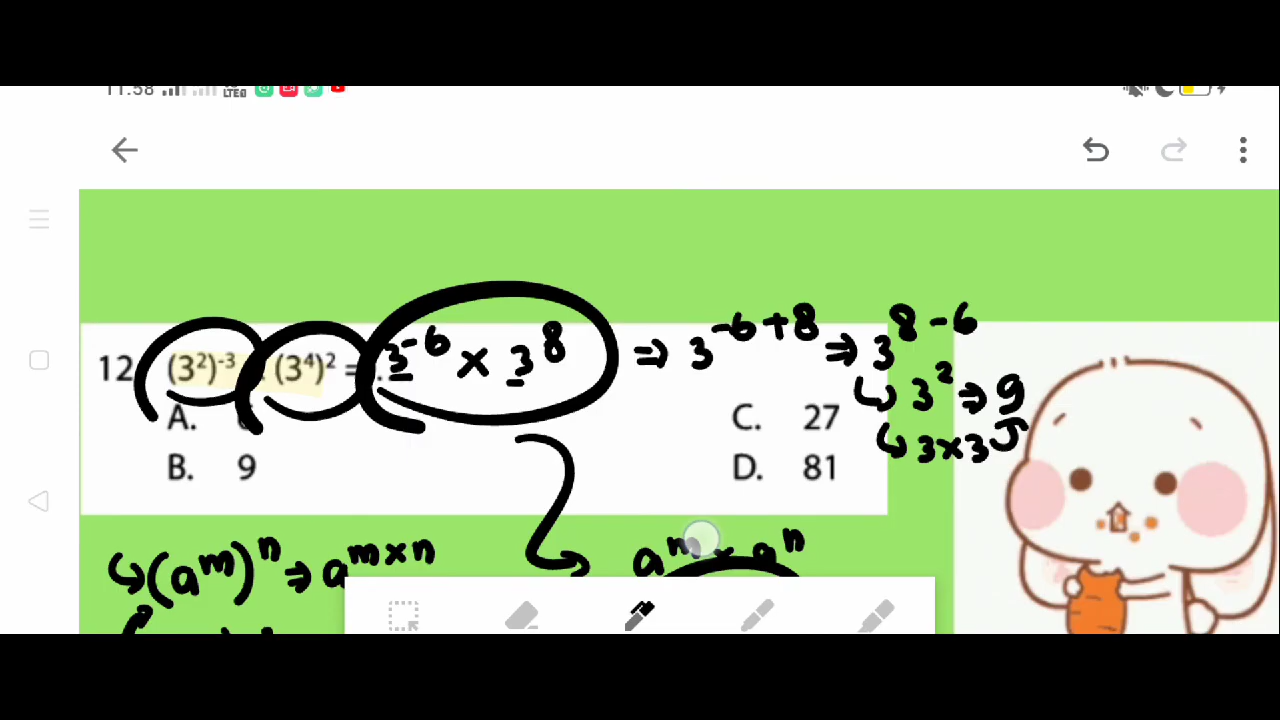 11.58
12 (3²)⁻³ (3⁴)² = 3⁻⁶ × 3⁸ ⇒ 3⁻⁶⁺⁸ ⇒ 3⁸⁻⁶
↳ 3² ⇒ 9
↳ 3×3
A.
C. 27
B. 9
D. 81
↳ (aᵐ)ⁿ ⇒ aᵐˣⁿ
aᵐ × aⁿ